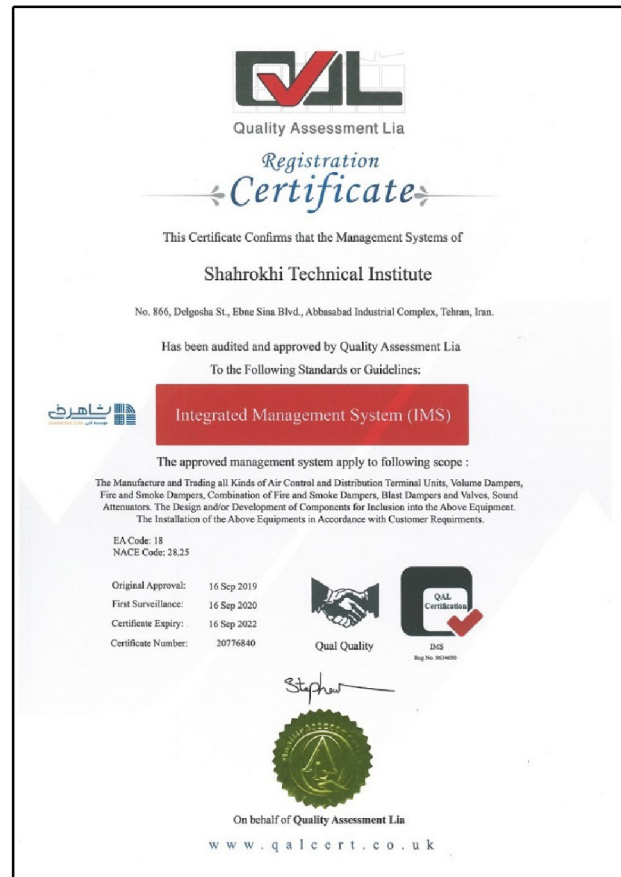 QAL
Quality Assessment Lia
Registration
Certificate
This Certificate Confirms that the Management Systems of
Shahrokhi Technical Institute
No. 866, Delgosha St., Ebne Sina Blvd., Abbasabad Industrial Complex, Tehran, Iran.
Has been audited and approved by Quality Assessment Lia
To the Following Standards or Guidelines:
شاهرخی
موسسه فنی
Integrated Management System (IMS)
The approved management system apply to following scope :
The Manufacture and Trading all Kinds of Air Control and Distribution Terminal Units, Volume Dampers,
Fire and Smoke Dampers, Combination of Fire and Smoke Dampers, Blast Dampers and Valves, Sound
Attenuators. The Design and/or Development of Components for Inclusion into the Above Equipment.
The Installation of the Above Equipments in Accordance with Customer Requirments.
EA Code: 18
NACE Code: 28.25
Original Approval: 16 Sep 2019
First Surveillance: 16 Sep 2020
Certificate Expiry: 16 Sep 2022
Certificate Number: 20776840
Qual Quality
QAL
Certification
IMS
Reg No.
Stephen
On behalf of Quality Assessment Lia
www.qalcert.co.uk